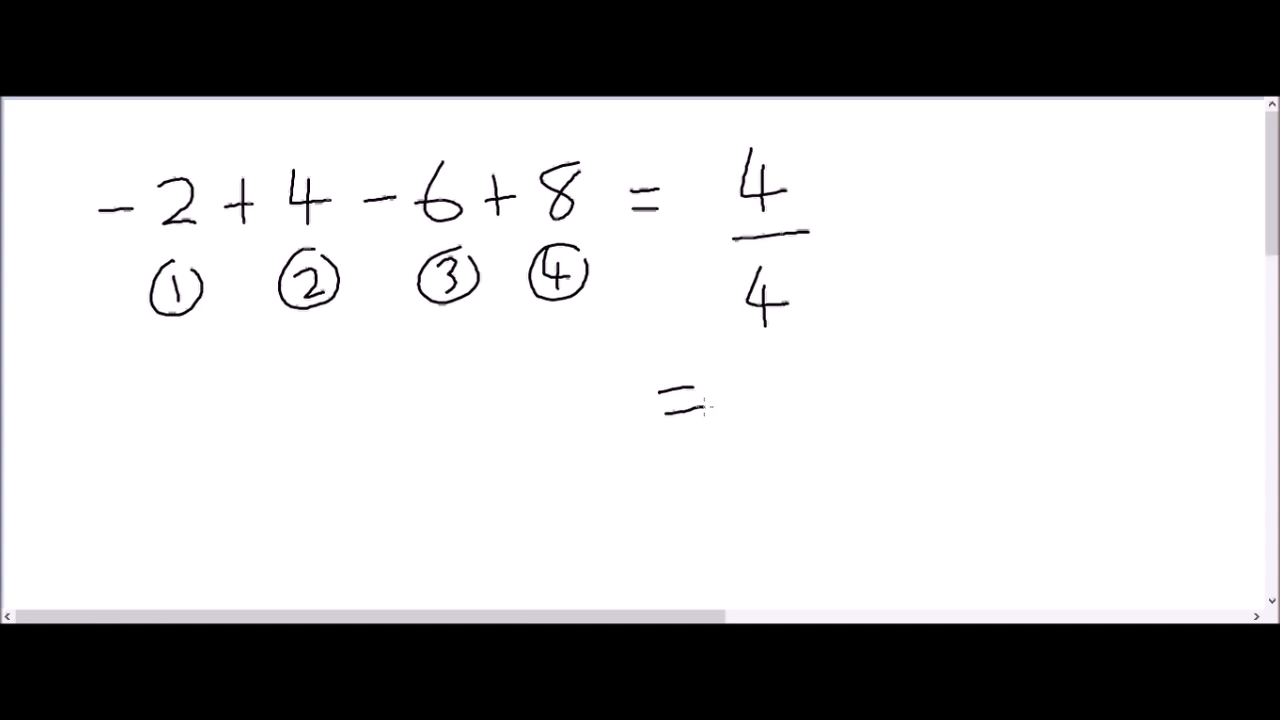 - 2 + 4 - 6 + 8 = 4/4
① ② ③ ④
=